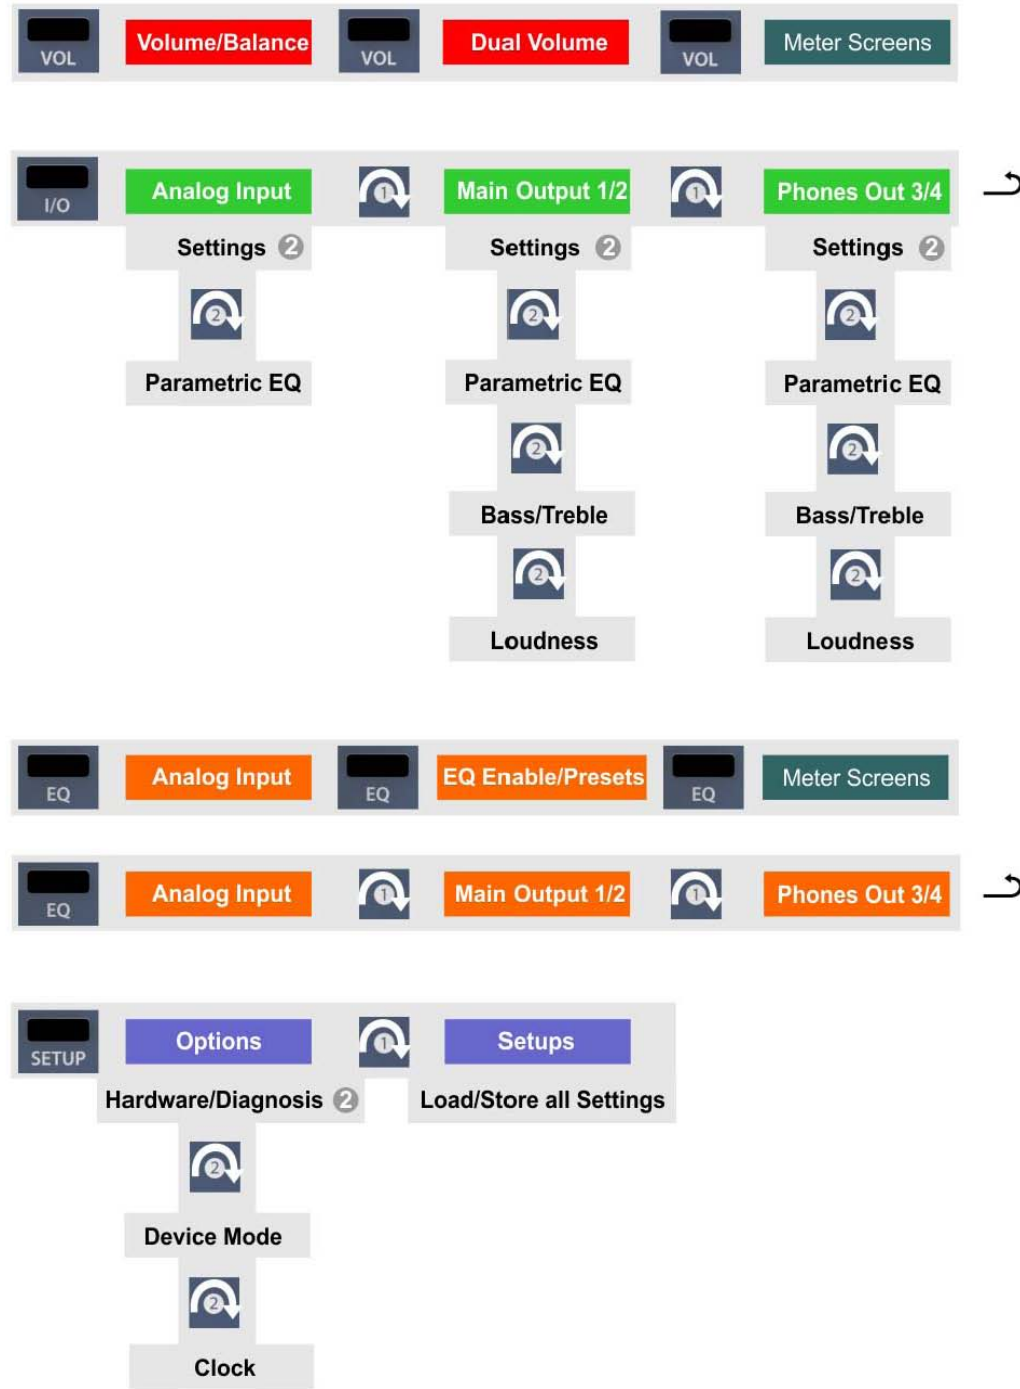 VOL Volume/Balance VOL Dual Volume VOL Meter Screens
I/O Analog Input 1 Main Output 1/2 1 Phones Out 3/4
Settings 2 Settings 2 Settings 2
2 2 2
Parametric EQ Parametric EQ Parametric EQ
2 2
Bass/Treble Bass/Treble
2 2
Loudness Loudness
EQ Analog Input EQ EQ Enable/Presets EQ Meter Screens
EQ Analog Input 1 Main Output 1/2 1 Phones Out 3/4
SETUP Options 1 Setups
Hardware/Diagnosis 2 Load/Store all Settings
2
Device Mode
2
Clock